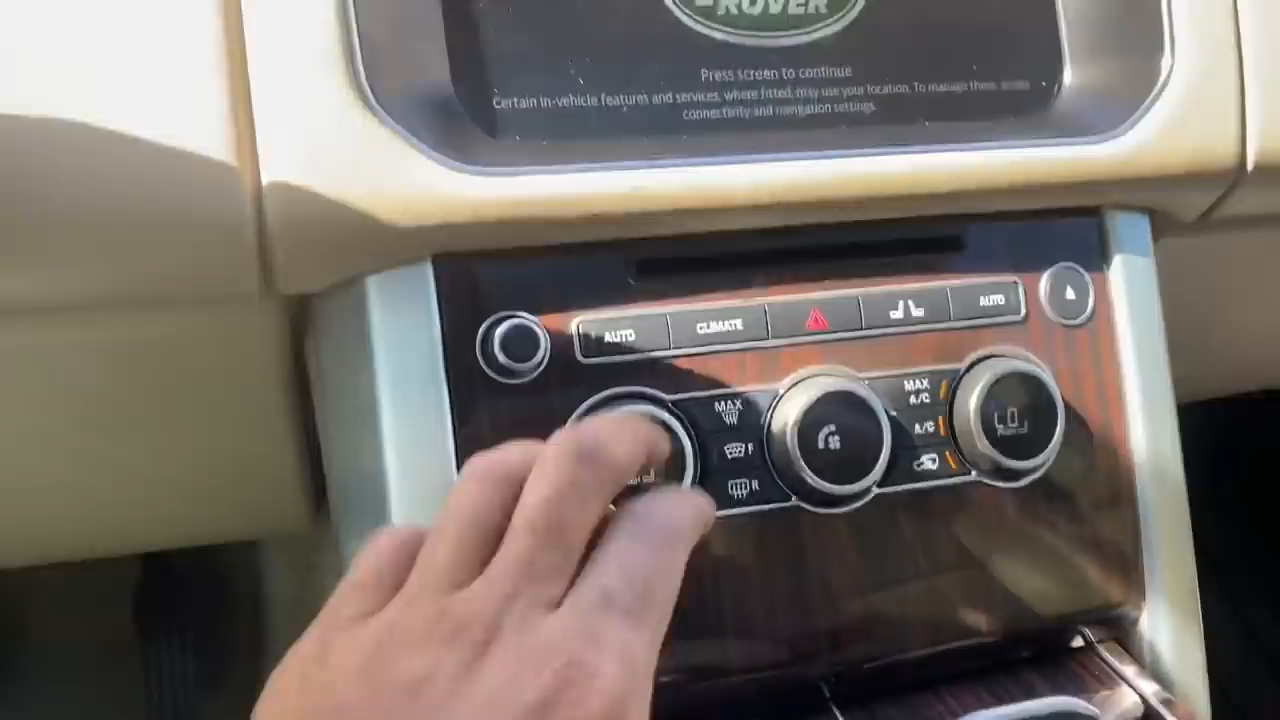 -ROVER
Press screen to continue
Certain in-vehicle features and services, where fitted, may use your location. To manage these, access
connectivity and navigation settings.
AUTO
CLIMATE
AUTO
MAX
MAX
A/C
LO
F
A/C
R